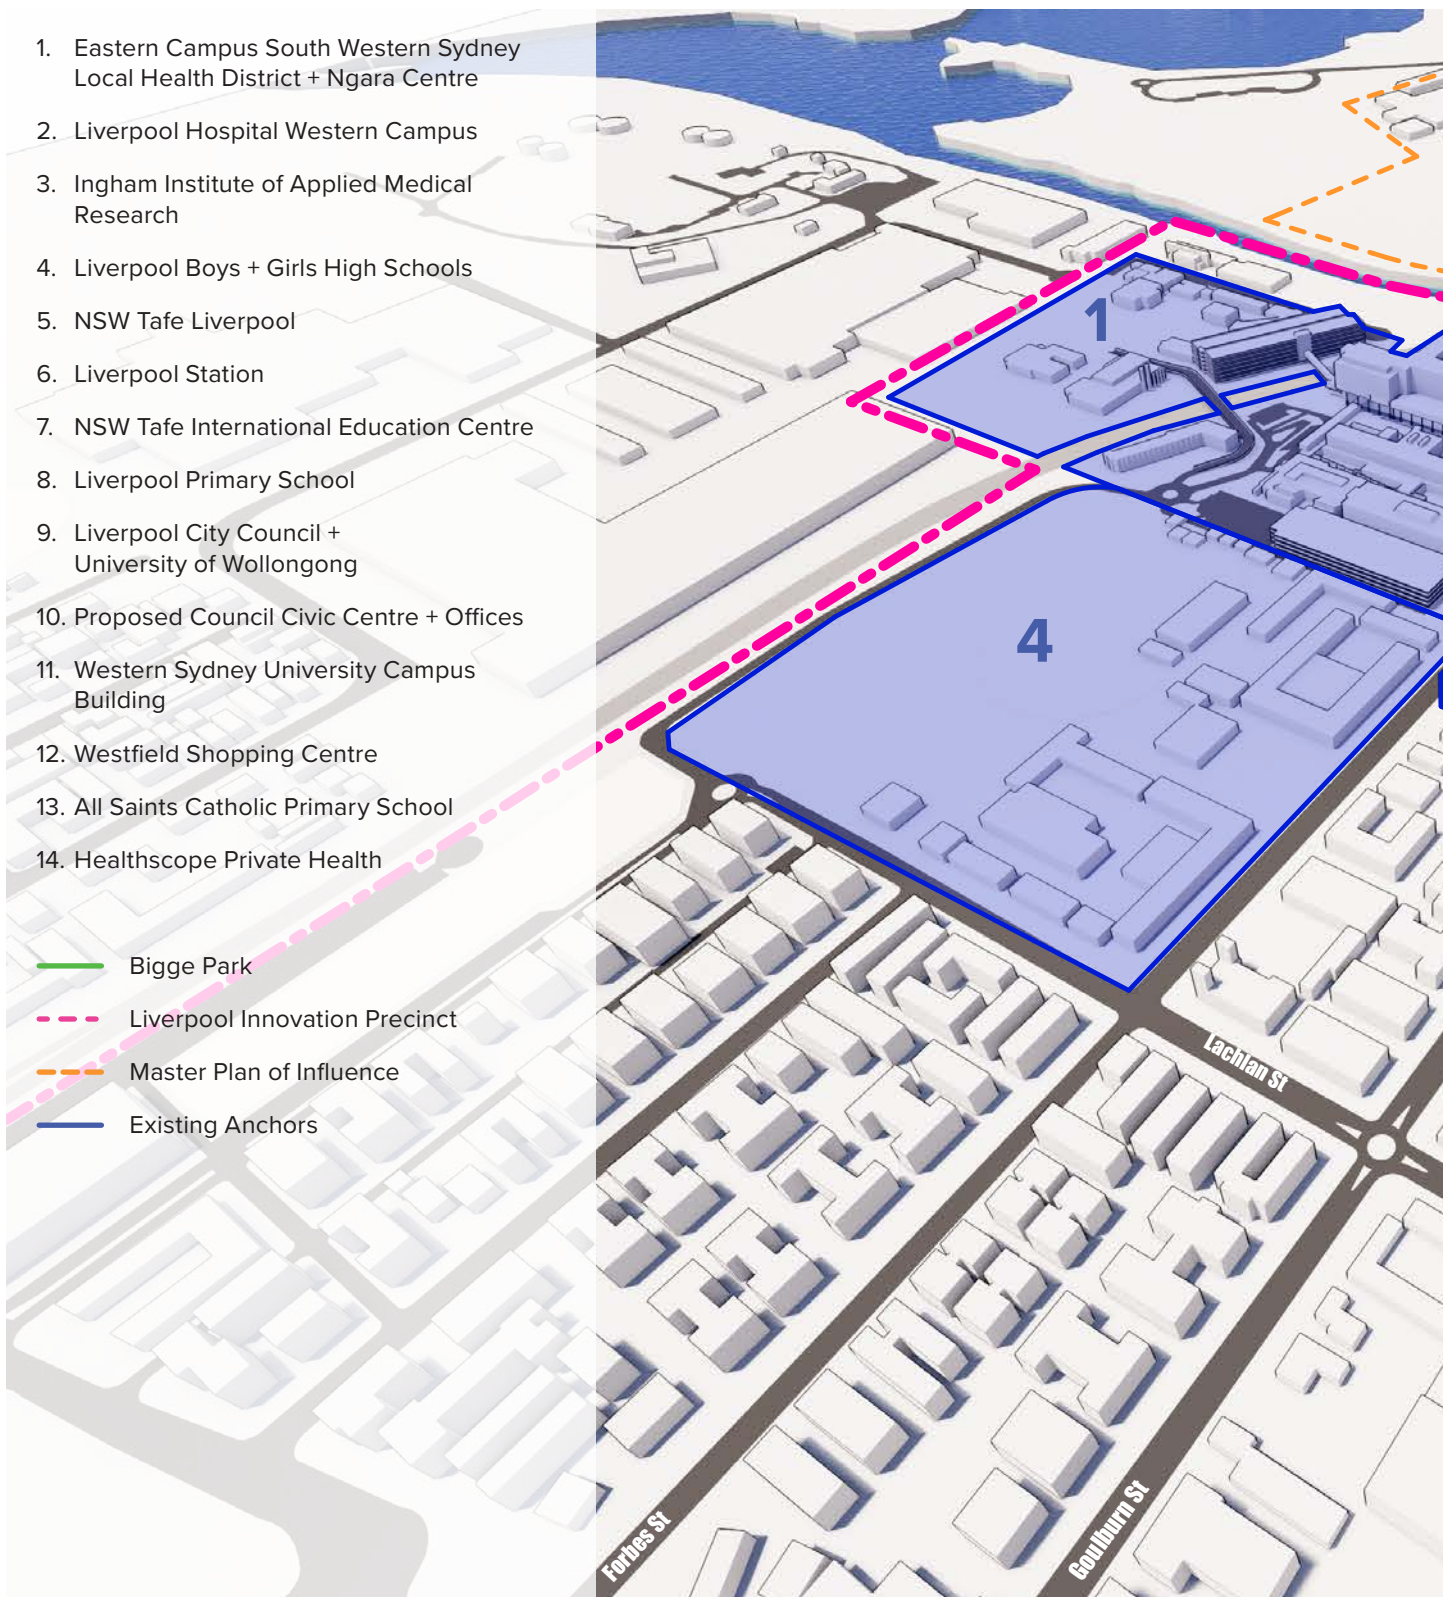 1. Eastern Campus South Western Sydney
Local Health District + Ngara Centre
2. Liverpool Hospital Western Campus
3. Ingham Institute of Applied Medical
Research
4. Liverpool Boys + Girls High Schools
5. NSW Tafe Liverpool
6. Liverpool Station
7. NSW Tafe International Education Centre
8. Liverpool Primary School
9. Liverpool City Council +
University of Wollongong
10. Proposed Council Civic Centre + Offices
11. Western Sydney University Campus
Building
12. Westfield Shopping Centre
13. All Saints Catholic Primary School
14. Healthscope Private Health
Bigge Park
Liverpool Innovation Precinct
Master Plan of Influence
Existing Anchors
1
4
Lachlan St
Forbes St
Goulburn St